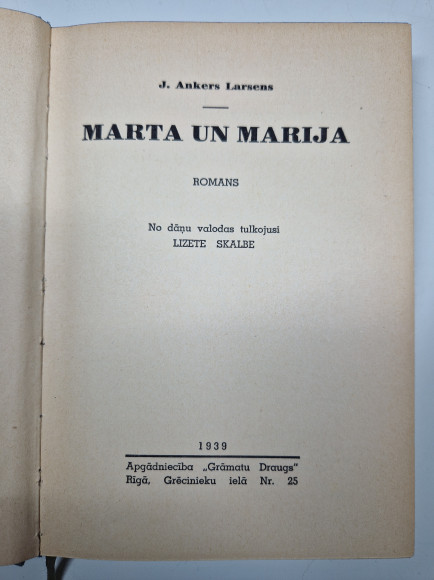 J. Ankers Larsens
MARTA UN MARIJA
ROMANS
No dāņu valodas tulkojusi
LIZETE SKALBE
1939
Apgādniecība „Grāmatu Draugs"
Rīgā, Grēcinieku ielā Nr. 25